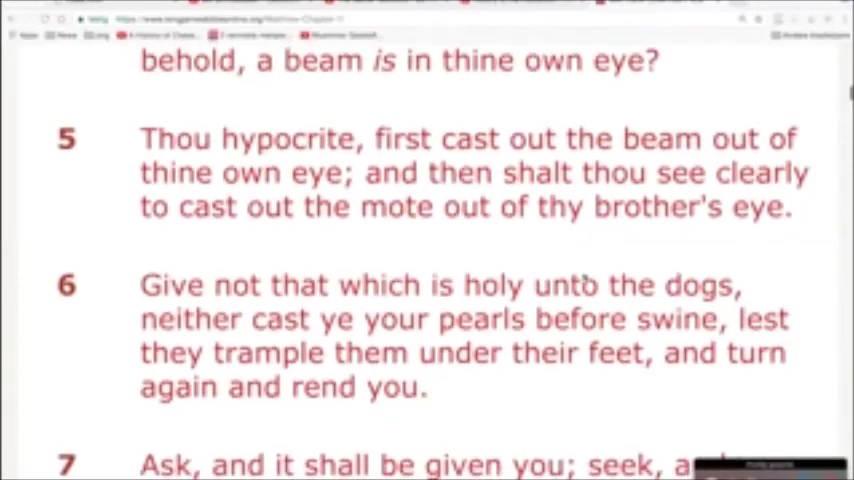 behold, a beam is in thine own eye?
5 Thou hypocrite, first cast out the beam out of
thine own eye; and then shalt thou see clearly
to cast out the mote out of thy brother's eye.
6 Give not that which is holy unto the dogs,
neither cast ye your pearls before swine, lest
they trample them under their feet, and turn
again and rend you.
7 Ask, and it shall be given you; seek,